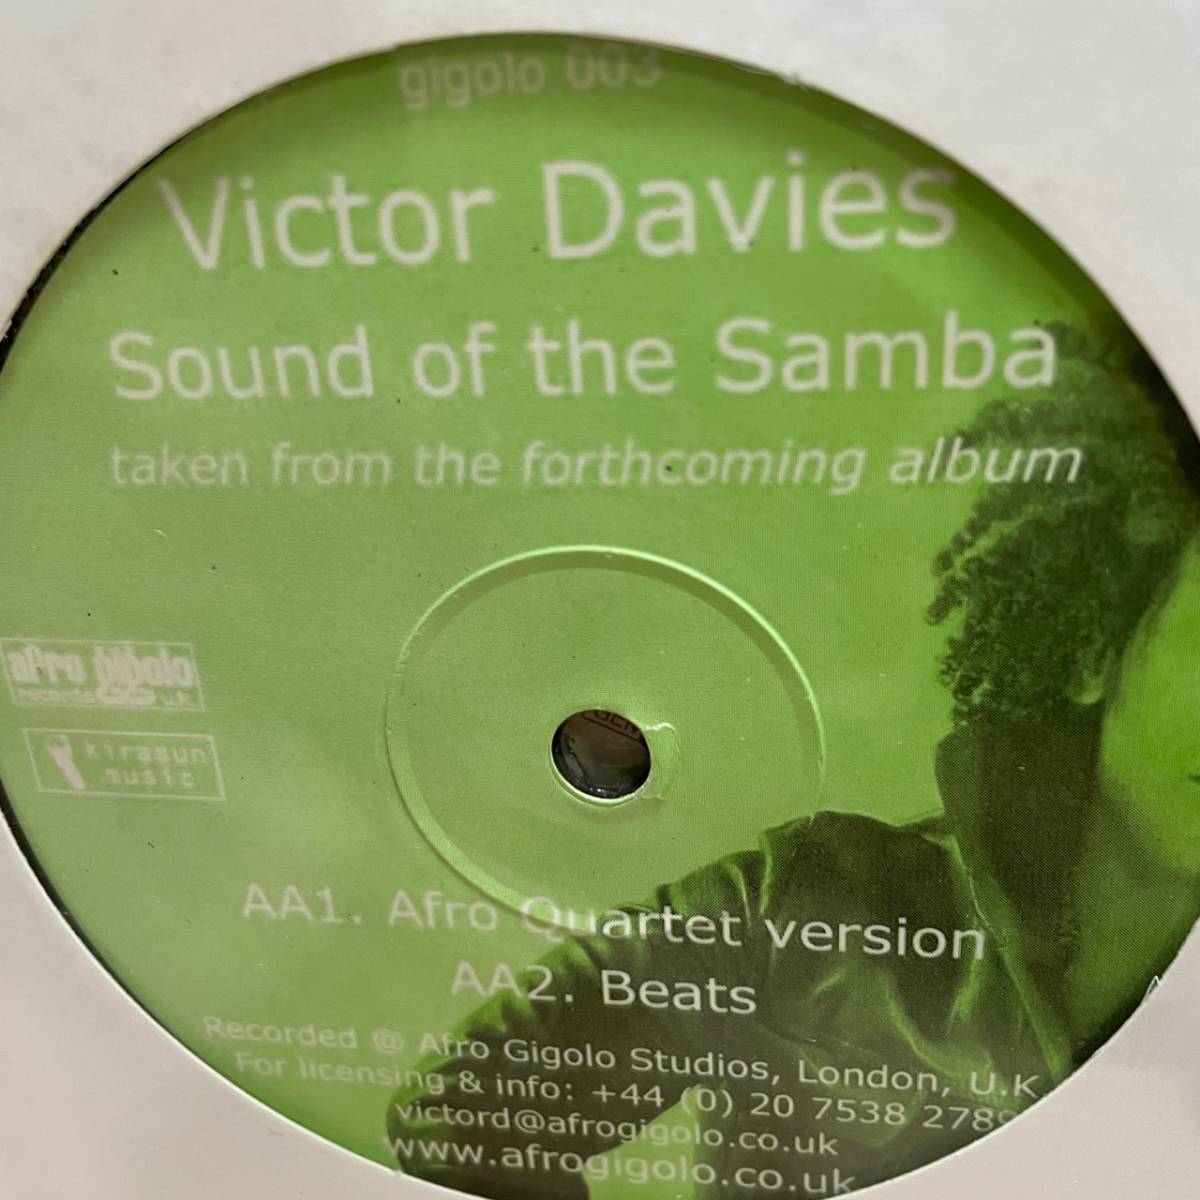 gigolo 003
Victor Davies
Sound of the Samba
taken from the forthcoming album
afro gigolo
records u.k
kirasun
music
AA1. Afro Quartet version
AA2. Beats
Recorded @ Afro Gigolo Studios, London, U.K.
For licensing & info: +44 (0) 20 7538 2789
victord@afrogigolo.co.uk
www.afrogigolo.co.uk